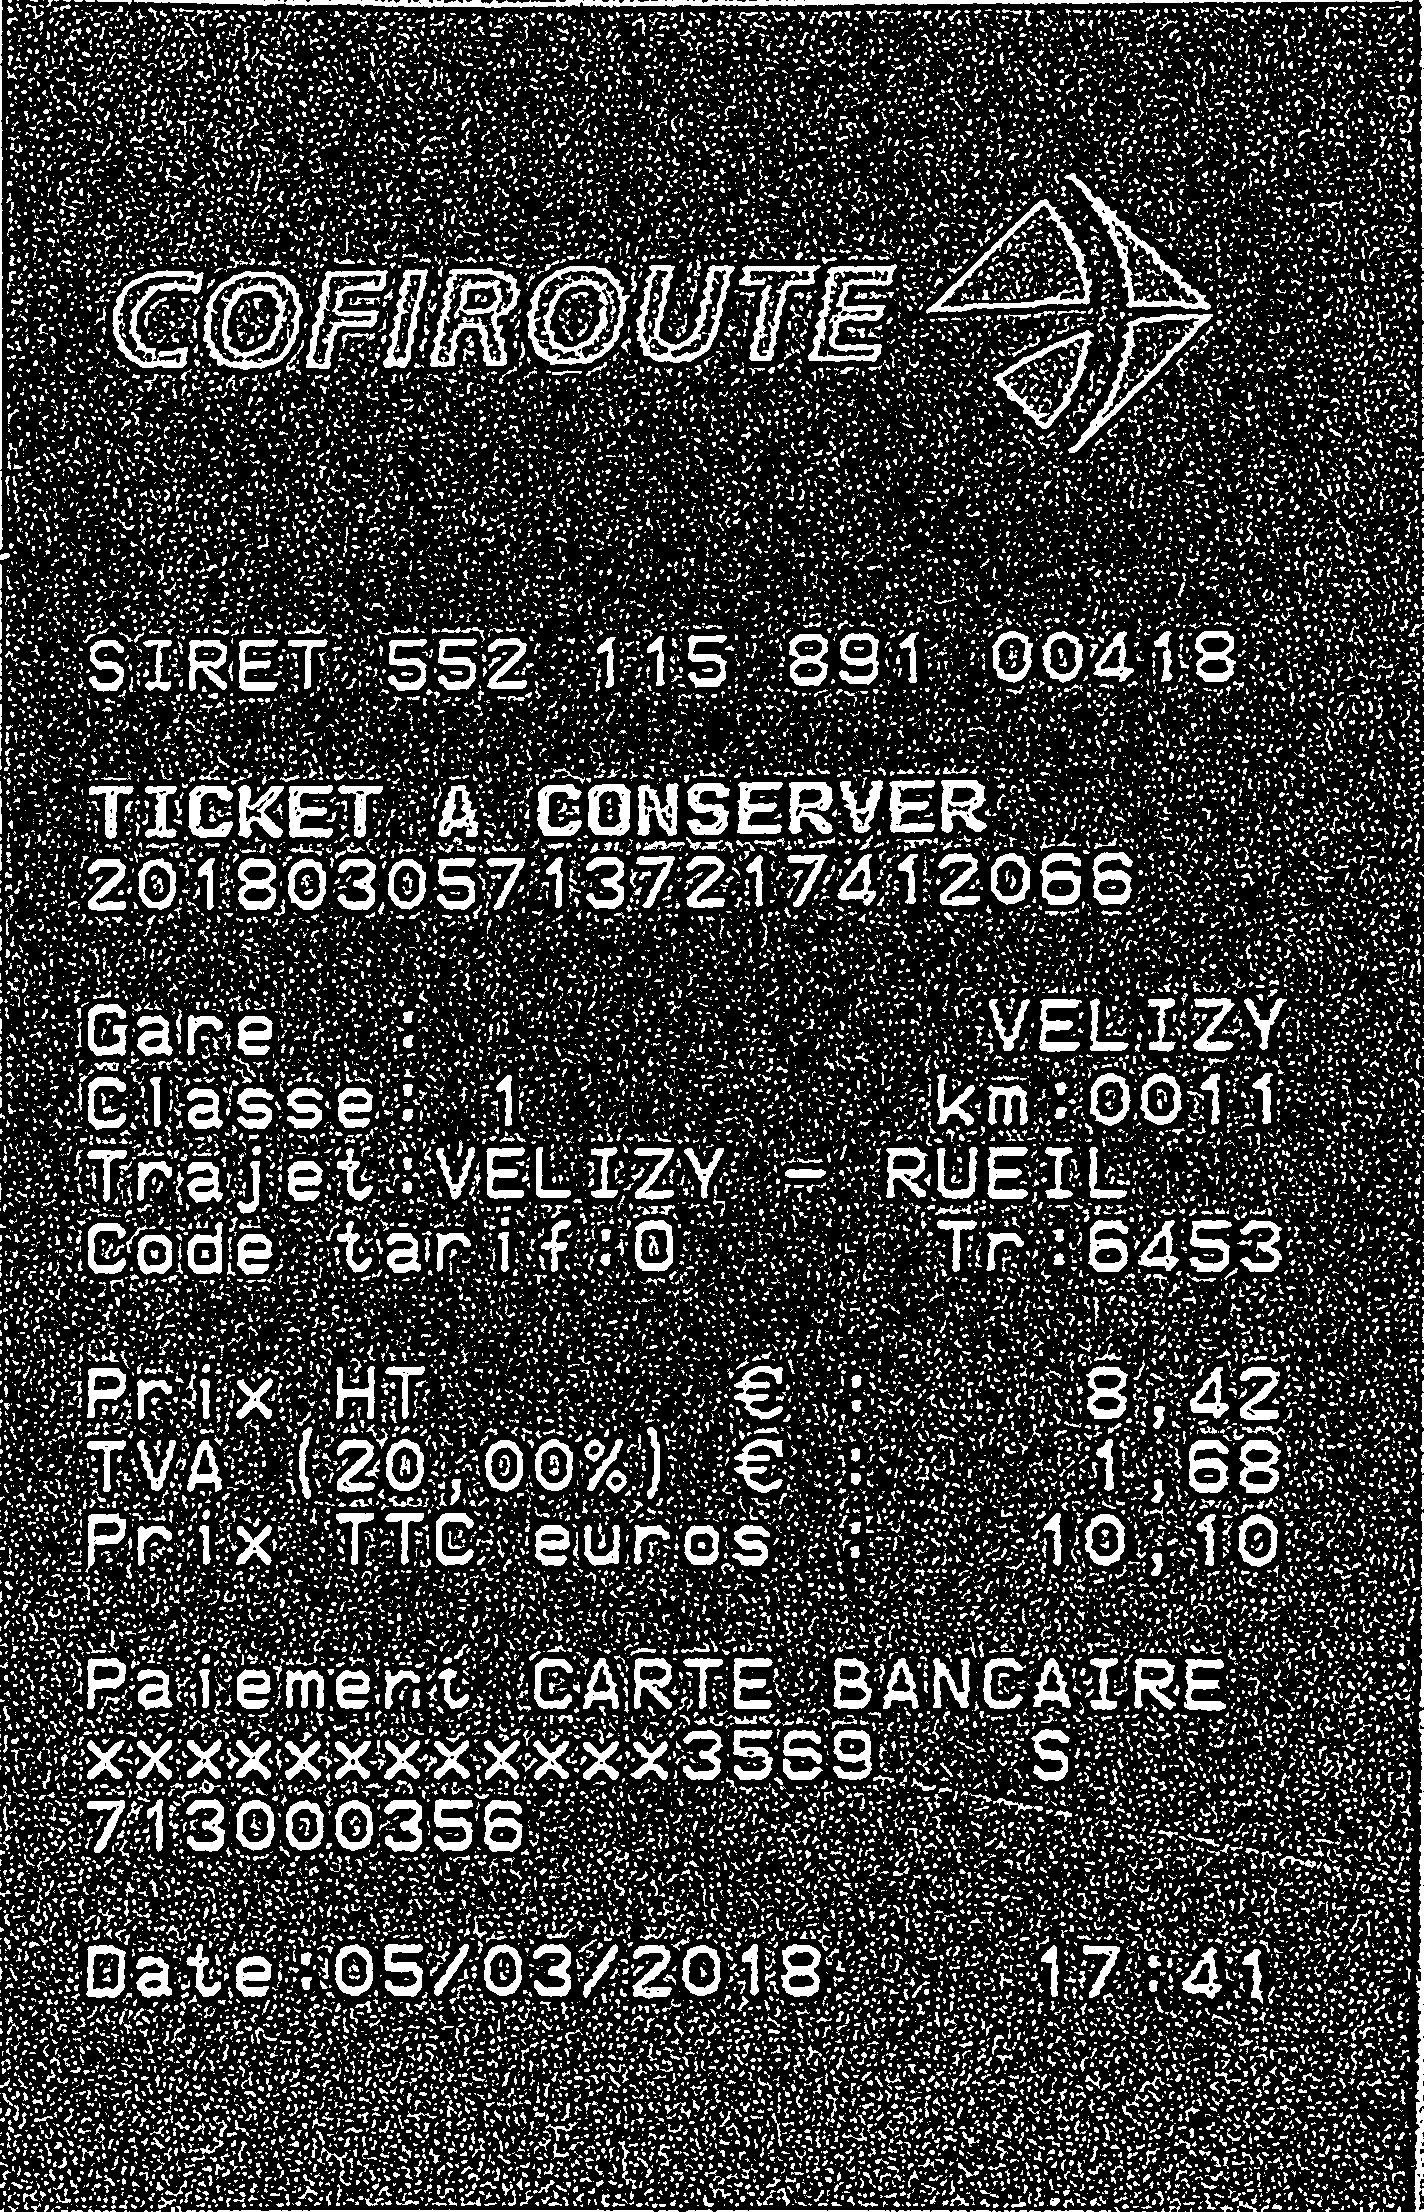 COFIROUTE
SIRET 552 115 891 00418
TICKET A CONSERVER
201803057137217412066
Gare : VELIZY
Classe: 1 km:0011
Trajet:VELIZY - RUEIL
Code tarif:0 Tr:6453
Prix HT € : 8,42
TVA (20,00%) € : 1,68
Prix TTC euros : 10,10
Paiement CARTE BANCAIRE
xxxxxxxxxxxx3569 S
713000356
Date:05/03/2018 17:41